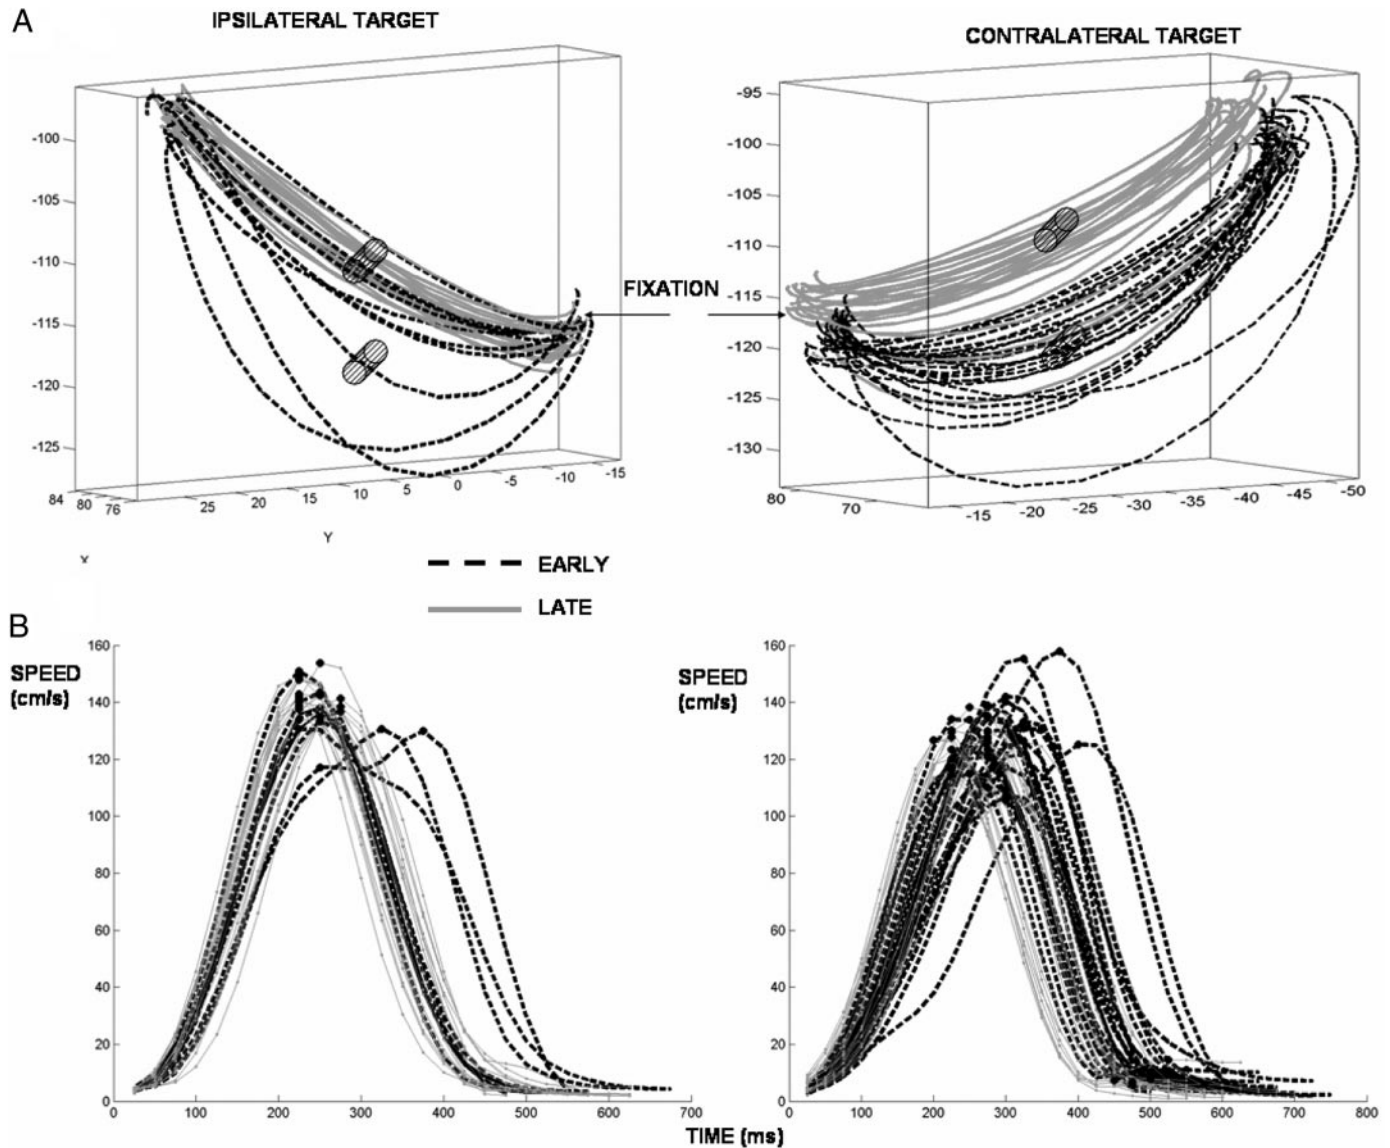 A
IPSILATERAL TARGET
CONTRALATERAL TARGET
-100
-105
-110
-115
-120
-125
84 80 76
25 20 15 10 5 0 -5 -10 -15
X
Y
FIXATION
-95
-100
-105
-110
-115
-120
-125
-130
80 70
-15 -20 -25 -30 -35 -40 -45 -50
EARLY
LATE
B
SPEED
(cm/s)
160
140
120
100
80
60
40
20
0
0 100 200 300 400 500 600 700
SPEED
(cm/s)
160
140
120
100
80
60
40
20
0
0 100 200 300 400 500 600 700 800
TIME (ms)